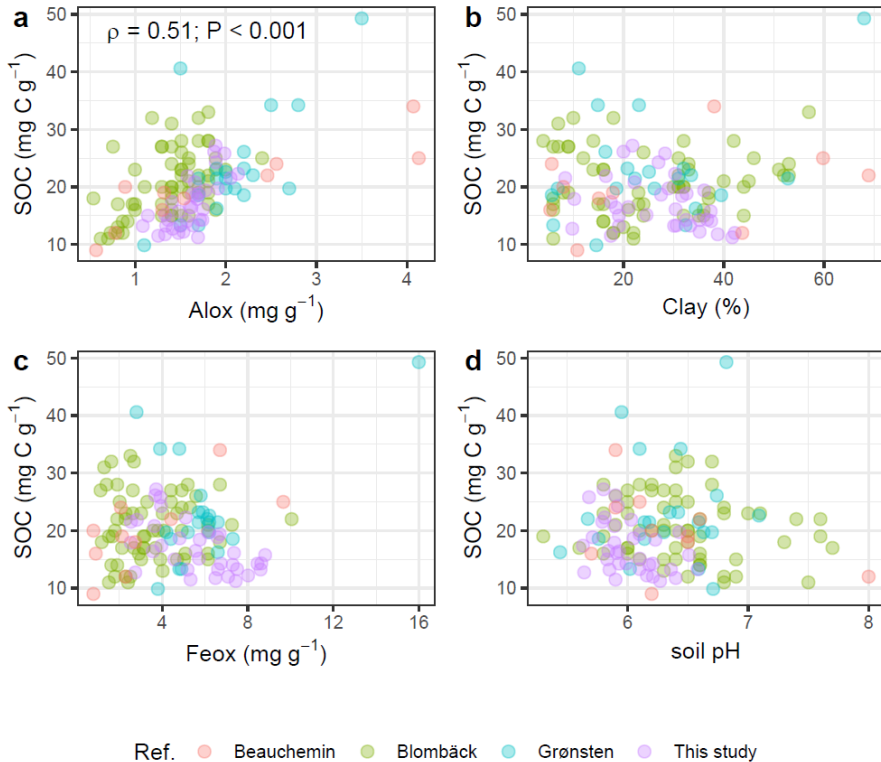 a
ρ = 0.51; P < 0.001
50
40
30
20
10
SOC (mg C g⁻¹)
1
2
3
4
Alox (mg g⁻¹)
b
50
40
30
20
10
SOC (mg C g⁻¹)
20
40
60
Clay (%)
c
50
40
30
20
10
SOC (mg C g⁻¹)
4
8
12
16
Feox (mg g⁻¹)
d
50
40
30
20
10
SOC (mg C g⁻¹)
6
7
8
soil pH
Ref. Beauchemin Blombäck Grønsten This study